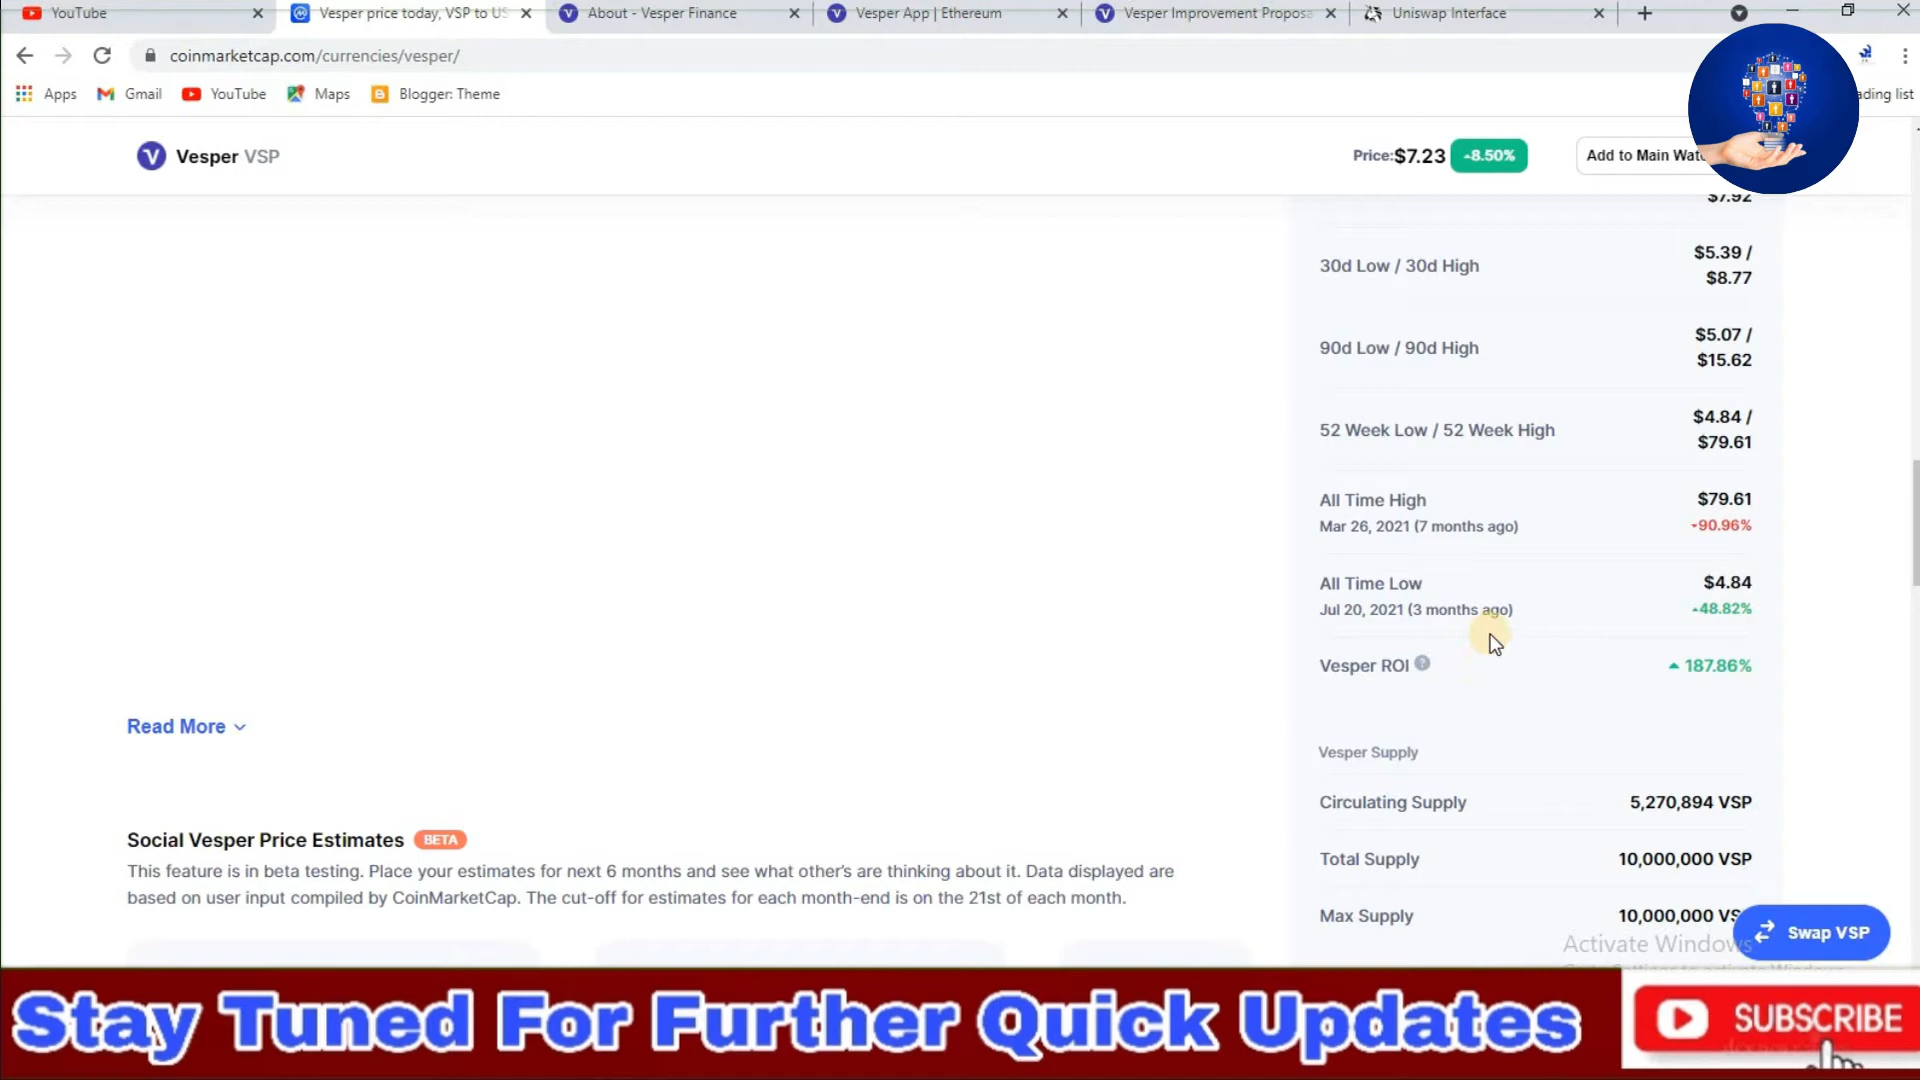 YouTube
Vesper price today, VSP to US
About - Vesper Finance
Vesper App | Ethereum
Vesper Improvement Proposa
Uniswap Interface
coinmarketcap.com/currencies/vesper/
Apps
Gmail
YouTube
Maps
Blogger: Theme
ading list
Vesper VSP
Price:$7.23
8.50%
Add to Main Wat
$7.92
30d Low / 30d High
$5.39 /
$8.77
90d Low / 90d High
$5.07 /
$15.62
52 Week Low / 52 Week High
$4.84 /
$79.61
All Time High
$79.61
Mar 26, 2021 (7 months ago)
-90.96%
All Time Low
$4.84
Jul 20, 2021 (3 months ago)
48.82%
Vesper ROI
187.86%
Read More
Vesper Supply
Circulating Supply
5,270,894 VSP
Social Vesper Price Estimates BETA
This feature is in beta testing. Place your estimates for next 6 months and see what other's are thinking about it. Data displayed are
based on user input compiled by CoinMarketCap. The cut-off for estimates for each month-end is on the 21st of each month.
Total Supply
10,000,000 VSP
Max Supply
10,000,000 VS
Swap VSP
Activate Windows
Stay Tuned For Further Quick Updates
SUBSCRIBE